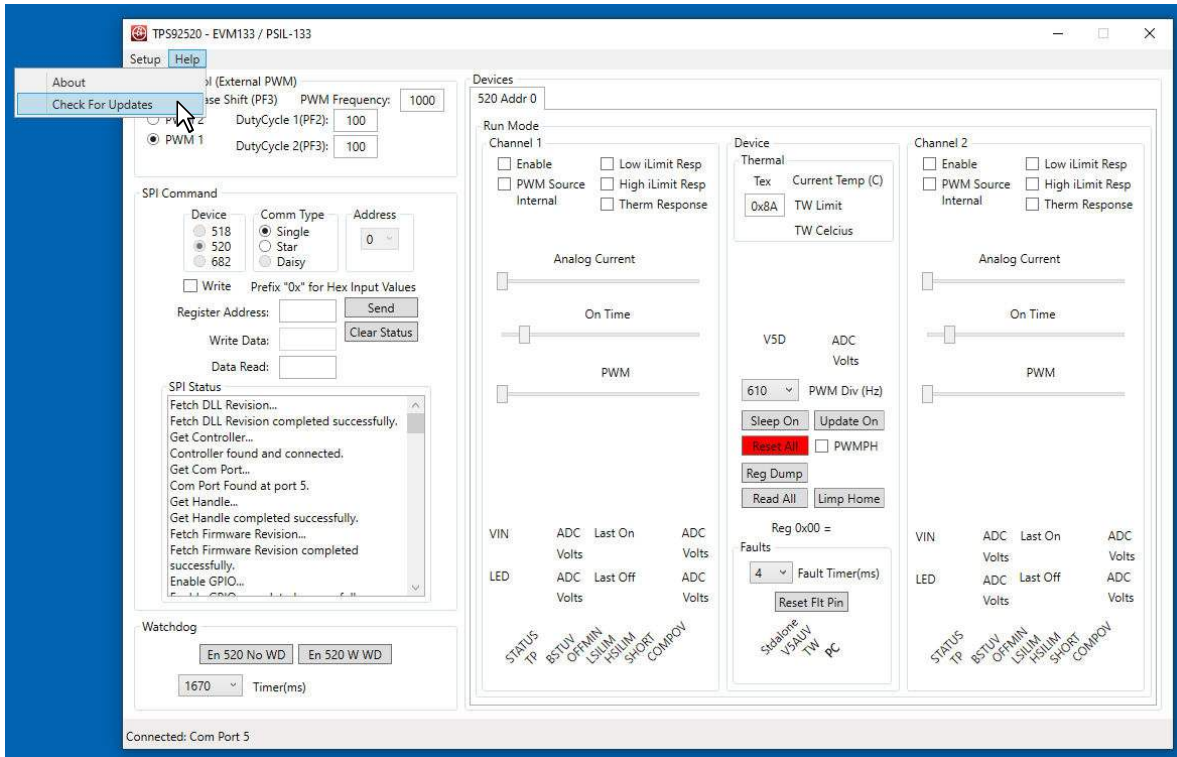 TPS92520 - EVM133 / PSIL-133
Setup Help
About
Check For Updates
ol (External PWM)
ase Shift (PF3) PWM Frequency: 1000
PWM 2 DutyCycle 1(PF2): 100
PWM 1 DutyCycle 2(PF3): 100
SPI Command
Device Comm Type Address
518 Single
520 Star 0
682 Daisy
Write Prefix "0x" for Hex Input Values
Register Address: Send
Write Data: Clear Status
Data Read:
SPI Status
Fetch DLL Revision...
Fetch DLL Revision completed successfully.
Get Controller...
Controller found and connected.
Get Com Port...
Com Port Found at port 5.
Get Handle...
Get Handle completed successfully.
Fetch Firmware Revision...
Fetch Firmware Revision completed
successfully.
Enable GPIO...
Watchdog
En 520 No WD En 520 W WD
1670 Timer(ms)
Devices
520 Addr 0
Run Mode
Channel 1
Enable Low iLimit Resp
PWM Source High iLimit Resp
Internal Therm Response
Analog Current
On Time
PWM
VIN ADC Last On ADC
Volts Volts
LED ADC Last Off ADC
Volts Volts
STATUS TP BSTUV OFFMIN LSILIM HSILIM SHORT COMPOV
Device
Thermal
Tex Current Temp (C)
0x8A TW Limit
TW Celcius
V5D ADC
Volts
610 PWM Div (Hz)
Sleep On Update On
Reset All PWMPH
Reg Dump
Read All Limp Home
Reg 0x00 =
Faults
4 Fault Timer(ms)
Reset Flt Pin
Stdalone V5AUV TW PC
Channel 2
Enable Low iLimit Resp
PWM Source High iLimit Resp
Internal Therm Response
Analog Current
On Time
PWM
VIN ADC Last On ADC
Volts Volts
LED ADC Last Off ADC
Volts Volts
STATUS TP BSTUV OFFMIN LSILIM HSILIM SHORT COMPOV
Connected: Com Port 5